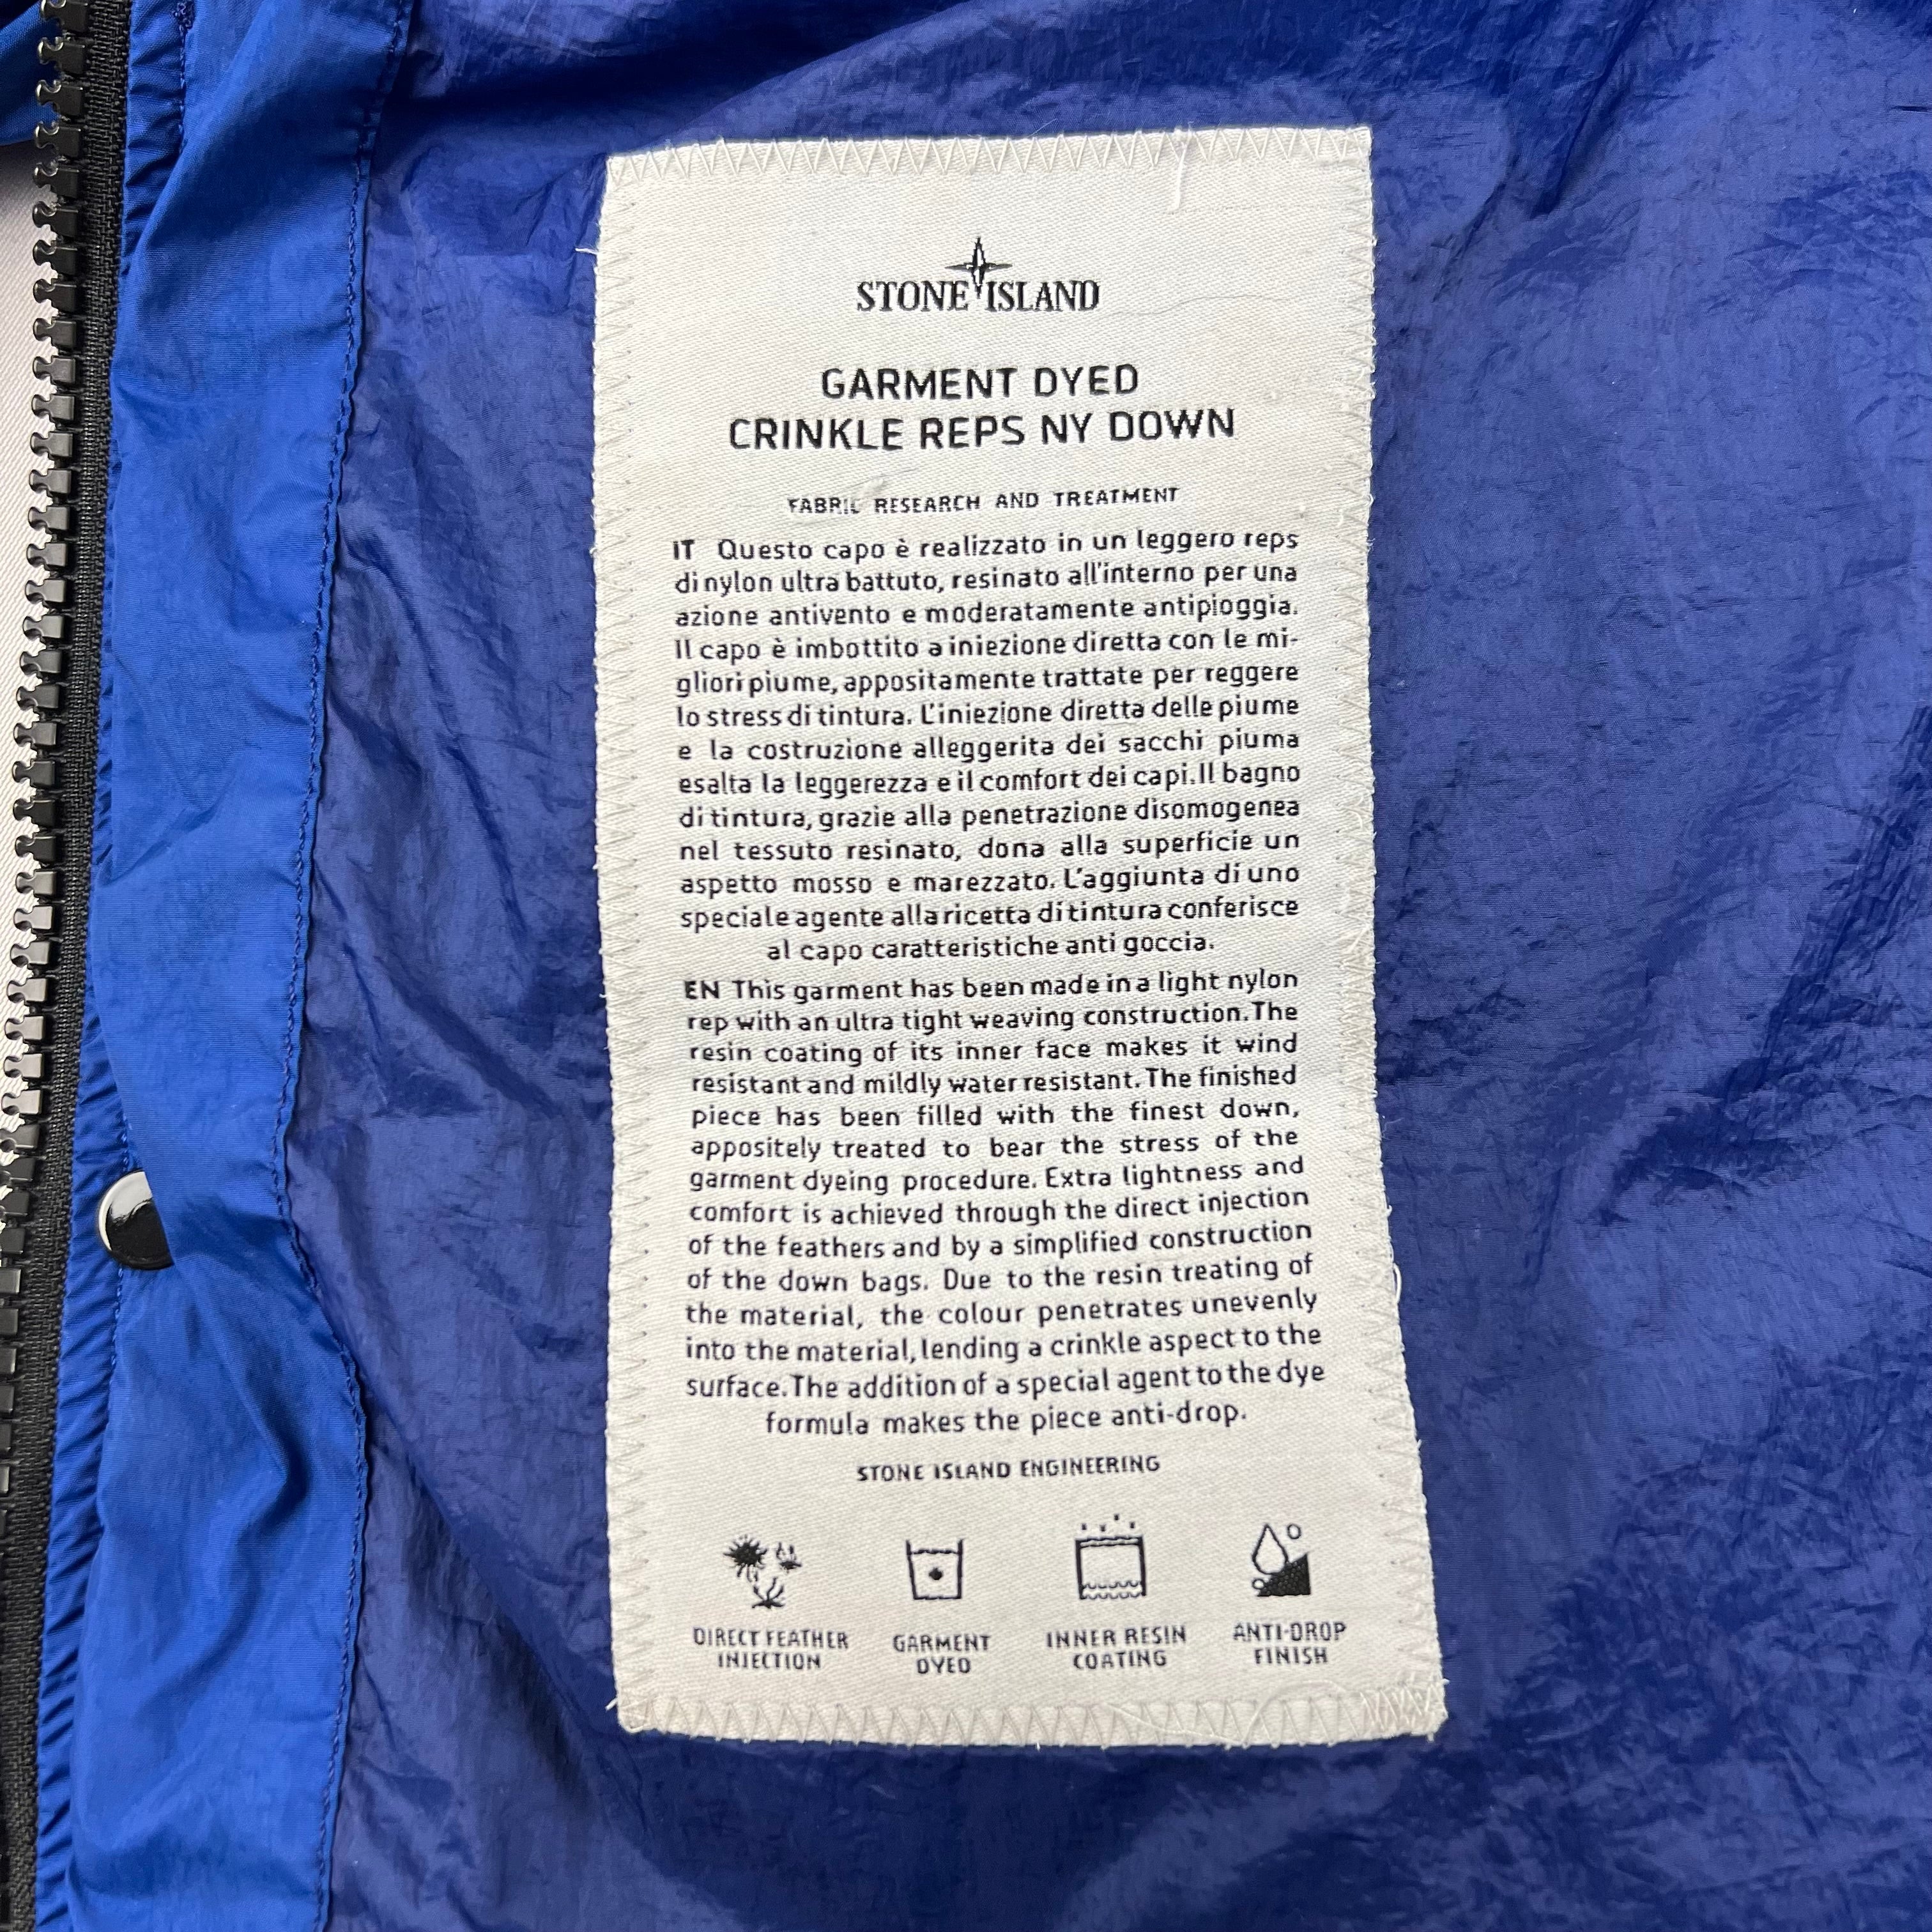 STONE ISLAND
GARMENT DYED
CRINKLE REPS NY DOWN
FABRIC RESEARCH AND TREATMENT
IT Questo capo è realizzato in un leggero reps
di nylon ultra battuto, resinato all'interno per una
azione antivento e moderatamente antipioggia.
Il capo è imbottito a iniezione diretta con le mi-
gliori piume, appositamente trattate per reggere
lo stress di tintura. L'iniezione diretta delle piume
e la costruzione alleggerita dei sacchi piuma
esalta la leggerezza e il comfort dei capi. Il bagno
di tintura, grazie alla penetrazione disomogenea
nel tessuto resinato, dona alla superficie un
aspetto mosso e marezzato. L'aggiunta di uno
speciale agente alla ricetta di tintura conferisce
al capo caratteristiche anti goccia.
EN This garment has been made in a light nylon
rep with an ultra tight weaving construction. The
resin coating of its inner face makes it wind
resistant and mildly water resistant. The finished
piece has been filled with the finest down,
appositely treated to bear the stress of the
garment dyeing procedure. Extra lightness and
comfort is achieved through the direct injection
of the feathers and by a simplified construction
of the down bags. Due to the resin treating of
the material, the colour penetrates unevenly
into the material, lending a crinkle aspect to the
surface. The addition of a special agent to the dye
formula makes the piece anti-drop.
STONE ISLAND ENGINEERING
DIRECT FEATHER GARMENT INNER RESIN ANTI-DROP
INJECTION DYED COATING FINISH